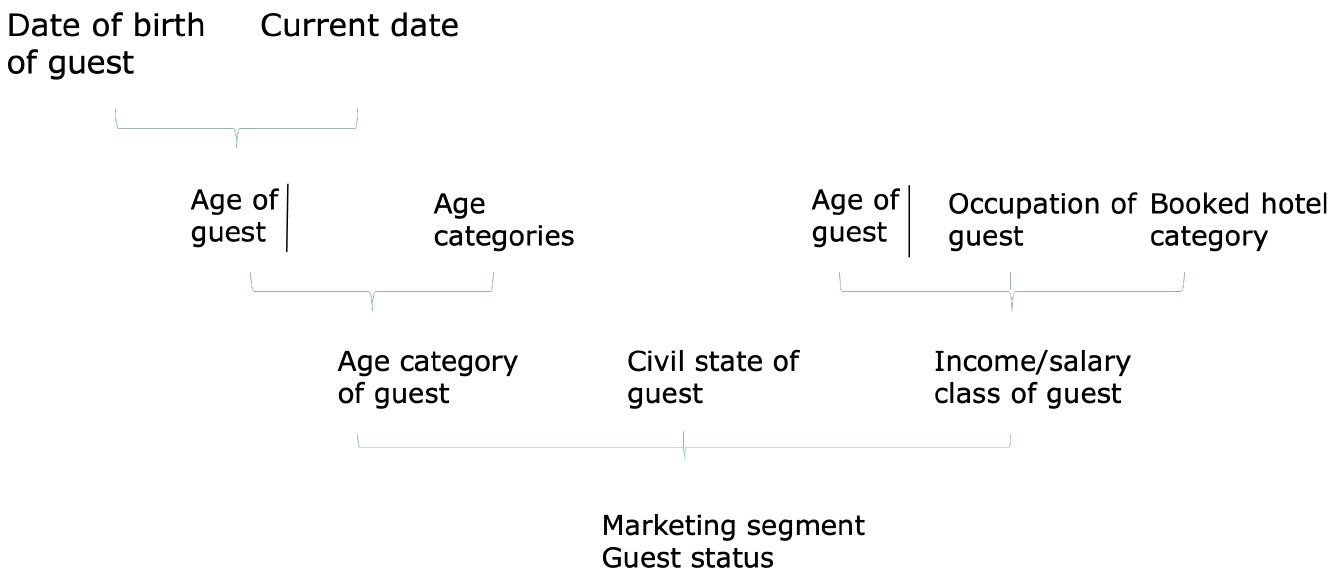 Date of birth
of guest
Current date
Age of
guest
Age
categories
Age of
guest
Occupation of
guest
Booked hotel
category
Age category
of guest
Civil state of
guest
Income/salary
class of guest
Marketing segment
Guest status